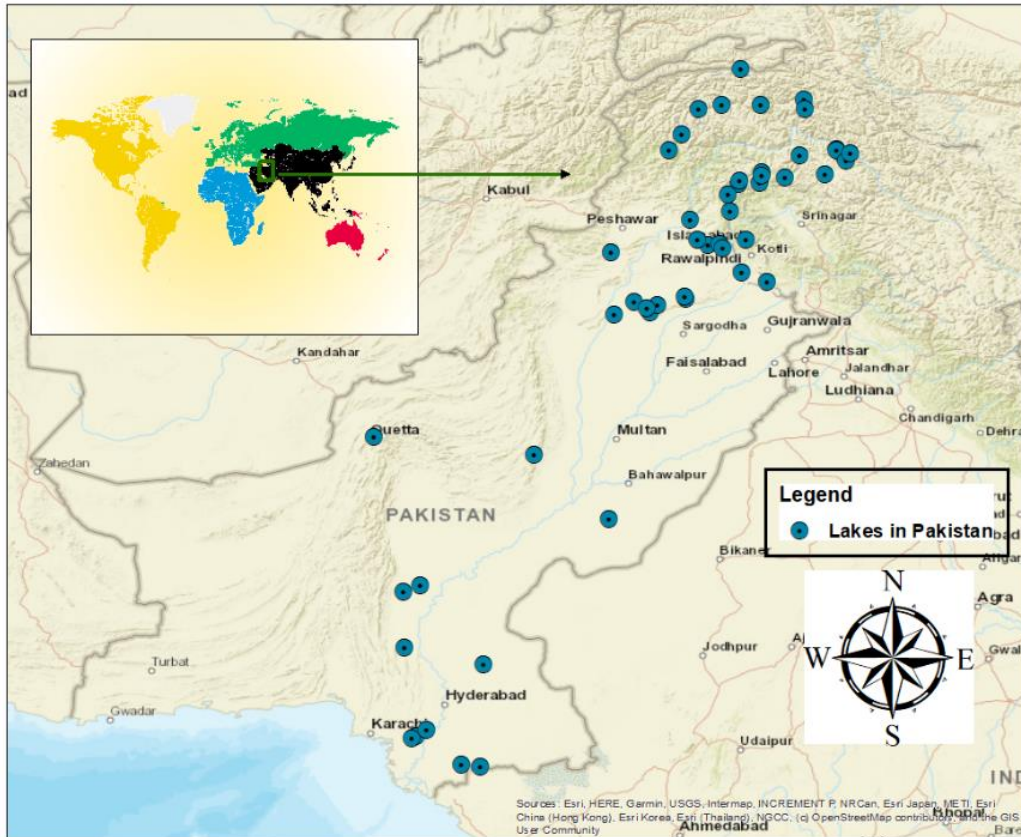 ad
Kabul
Peshawar
Srinagar
Islamabad
Kotli
Rawalpindi
Sargodha
Gujranwala
Kandahar
Faisalabad
Amritsar
Lahore
Jalandhar
Ludhiana
Chandigarh
Quetta
Multan
Dehra
Zahedan
Bahawalpur
Legend
PAKISTAN
Lakes in Pakistan
Bikaner
N
Agra
Turbat
Jodhpur
Aj
W
E
Gwal
Hyderabad
Gwadar
Karachi
S
Udaipur
IND
Sources: Esri, HERE, Garmin, USGS, Intermap, INCREMENT P, NRCan, Esri Japan, METI, Esri
China (Hong Kong), Esri Korea, Esri (Thailand), NGCC, (c) OpenStreetMap contributors, and the GIS
User Community
Ahmedabad
Bhopal